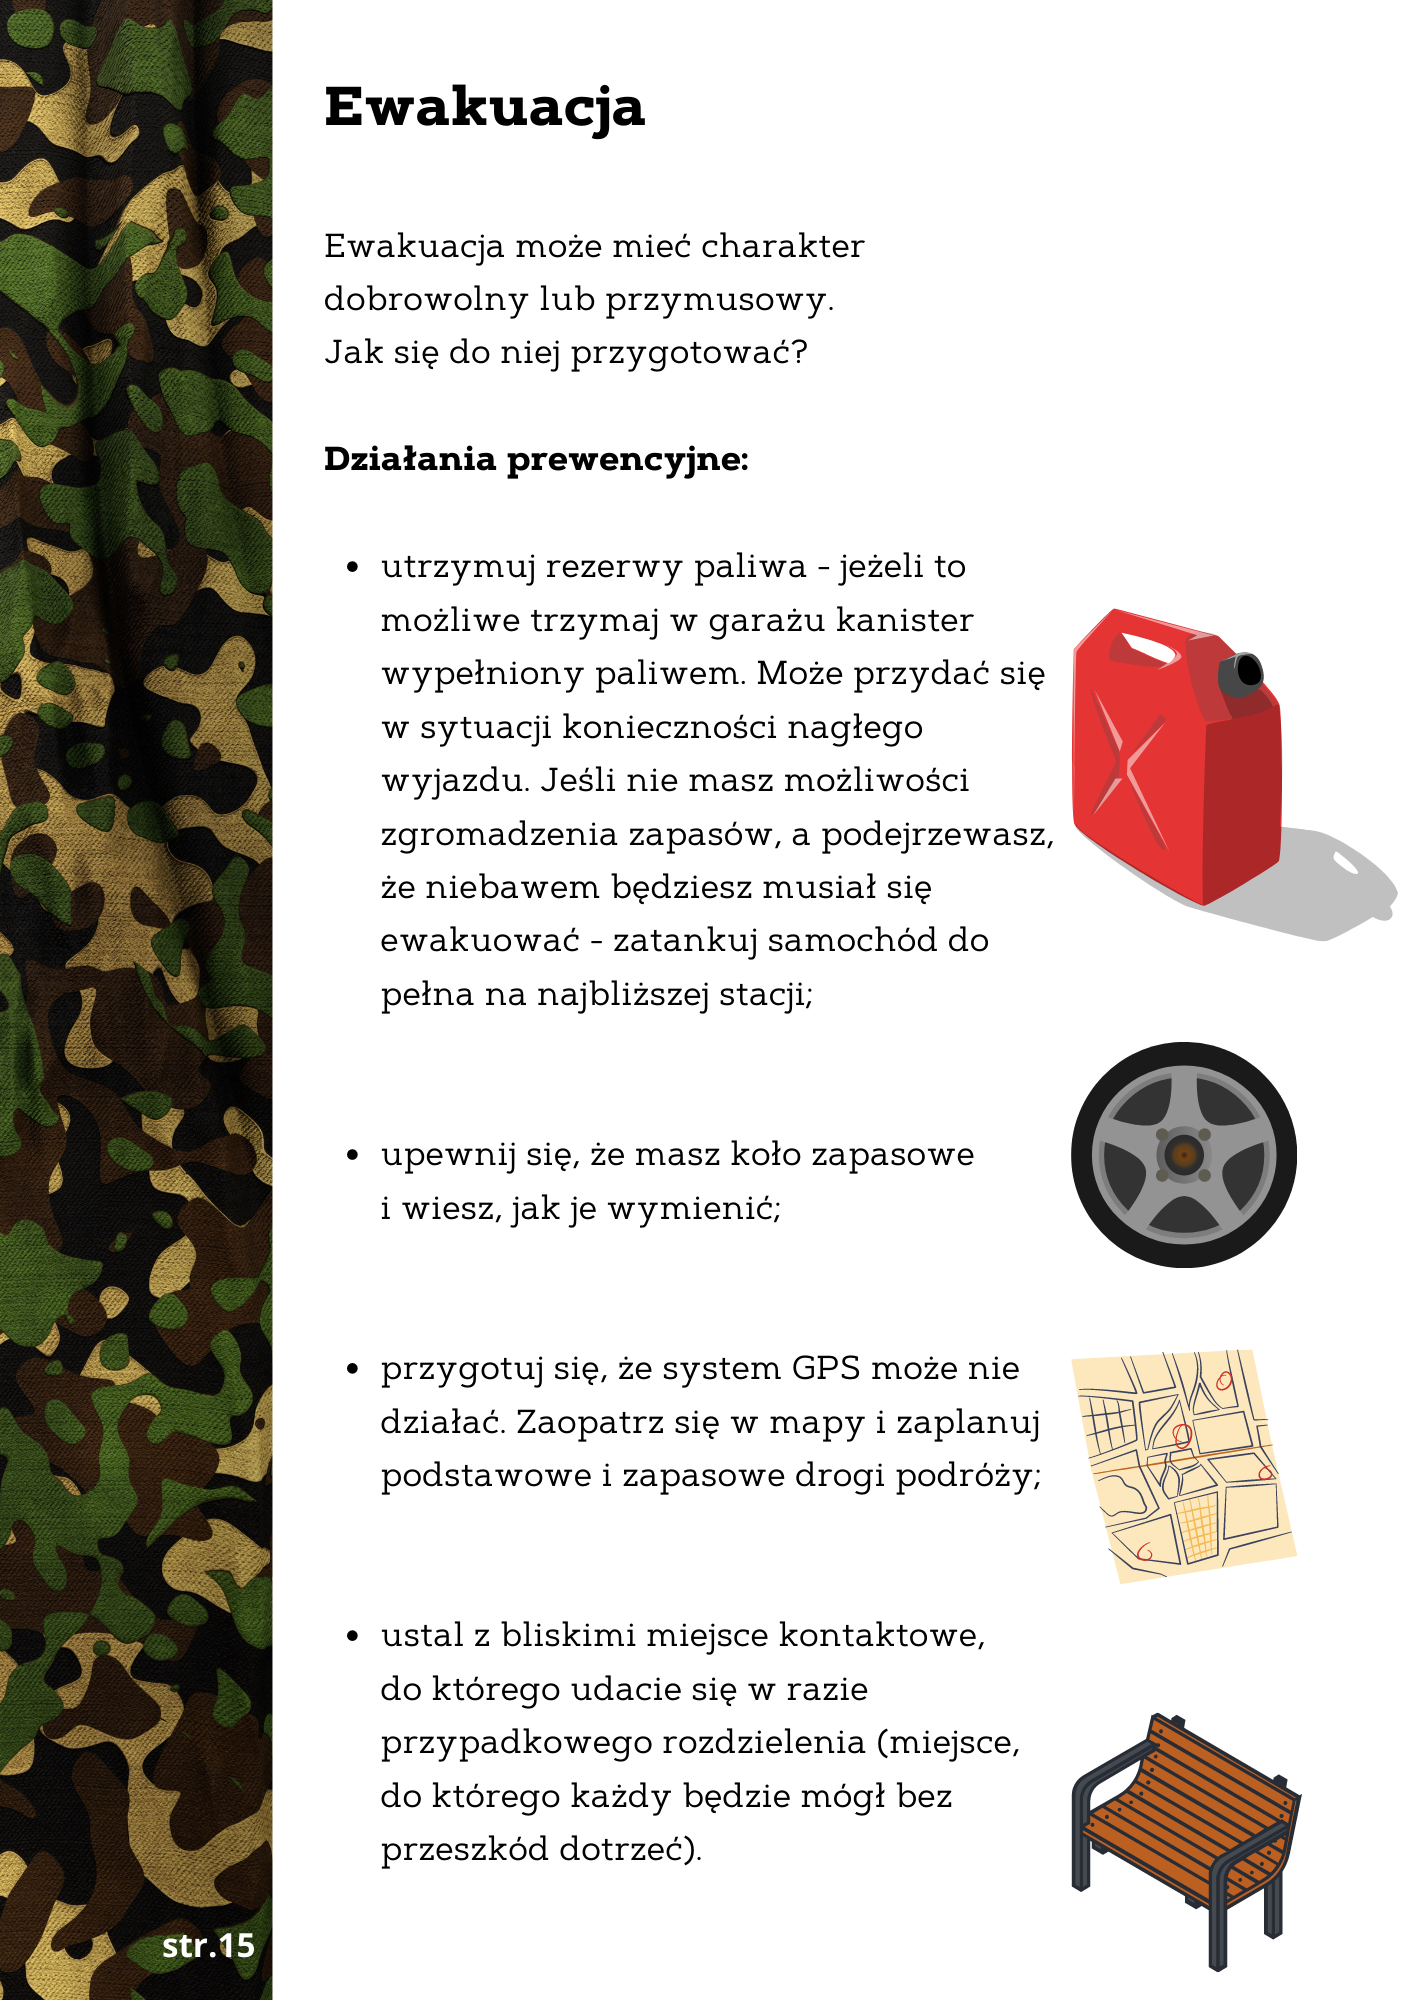 Ewakuacja
Ewakuacja może mieć charakter
dobrowolny lub przymusowy.
Jak się do niej przygotować?
Działania prewencyjne:
• utrzymuj rezerwy paliwa - jeżeli to
możliwe trzymaj w garażu kanister
wypełniony paliwem. Może przydać się
w sytuacji konieczności nagłego
wyjazdu. Jeśli nie masz możliwości
zgromadzenia zapasów, a podejrzewasz,
że niebawem będziesz musiał się
ewakuować - zatankuj samochód do
pełna na najbliższej stacji;
• upewnij się, że masz koło zapasowe
i wiesz, jak je wymienić;
• przygotuj się, że system GPS może nie
działać. Zaopatrz się w mapy i zaplanuj
podstawowe i zapasowe drogi podróży;
• ustal z bliskimi miejsce kontaktowe,
do którego udacie się w razie
przypadkowego rozdzielenia (miejsce,
do którego każdy będzie mógł bez
przeszkód dotrzeć).
str.15